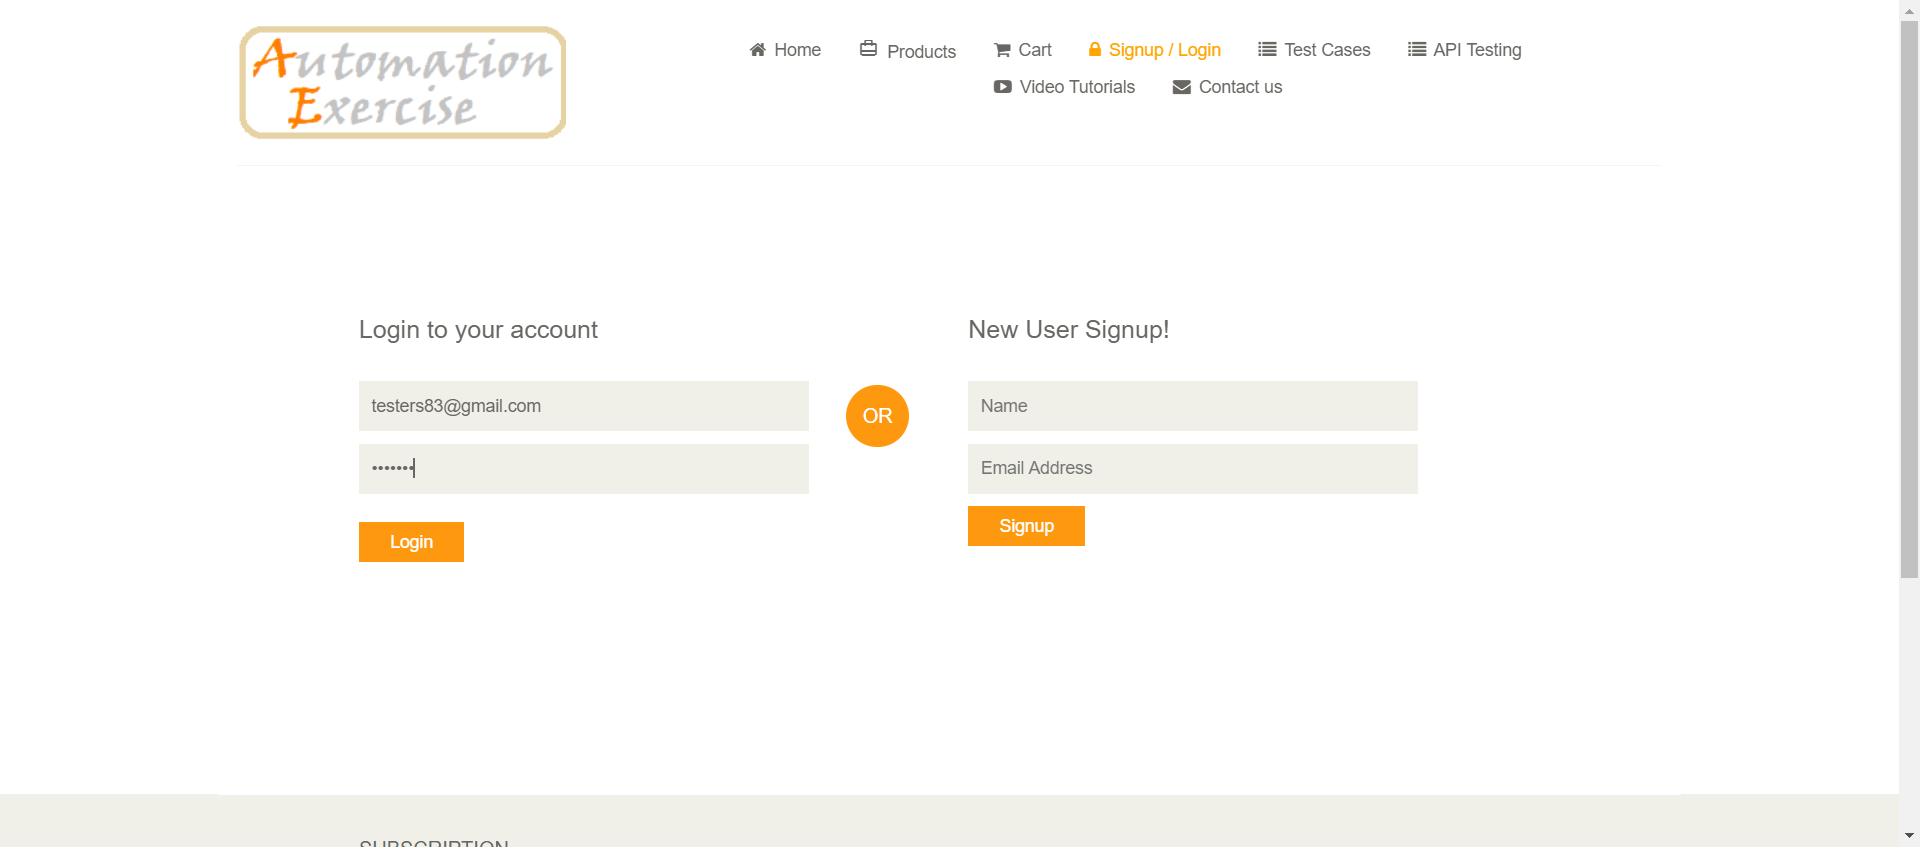 Automation
Exercise
Home
Products
Cart
Signup / Login
Test Cases
API Testing
Video Tutorials
Contact us
Login to your account
New User Signup!
testers83@gmail.com
OR
Name
•••••••
Email Address
Login
Signup
SUBSCRIPTION